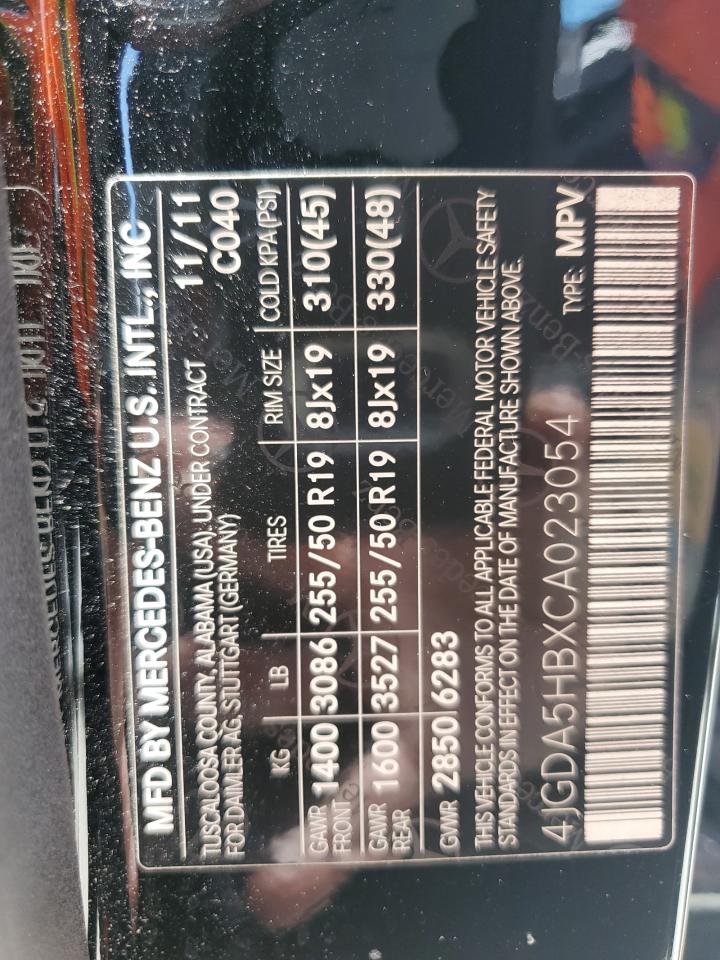 MFD BY MERCEDES-BENZ U.S. INTL., INC
TUSCALOOSA COUNTY, ALABAMA (USA), UNDER CONTRACT 11/11
FOR DAIMLER AG, STUTTGART (GERMANY) C040
KG LB TIRES RIM SIZE COLD KPA (PSI)
GAWR FRONT 1400 3086 255/50 R19 8Jx19 310(45)
GAWR REAR 1600 3527 255/50 R19 8Jx19 330(48)
GVWR 2850 6283
THIS VEHICLE CONFORMS TO ALL APPLICABLE FEDERAL MOTOR VEHICLE SAFETY
STANDARDS IN EFFECT ON THE DATE OF MANUFACTURE SHOWN ABOVE.
4JGDA5HBXCA023054 TYPE: MPV